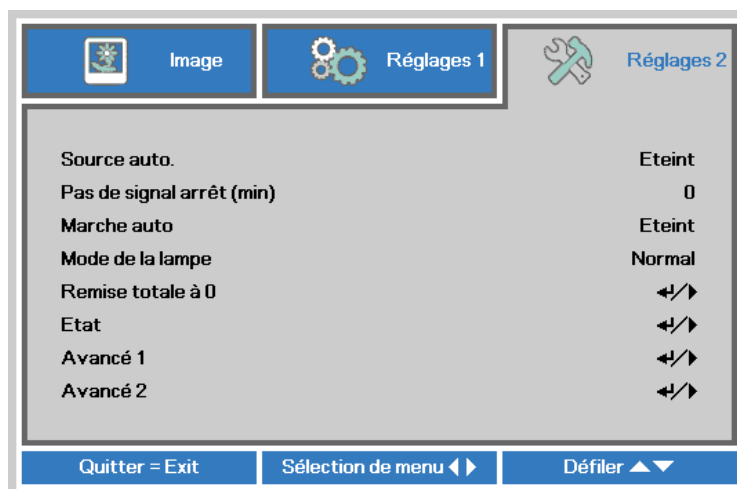 Image Réglages 1 Réglages 2
Source auto. Eteint
Pas de signal arrêt (min) 0
Marche auto Eteint
Mode de la lampe Normal
Remise totale à 0 ↵/▶
Etat ↵/▶
Avancé 1 ↵/▶
Avancé 2 ↵/▶
Quitter = Exit Sélection de menu ◀▶ Défiler ▲▼